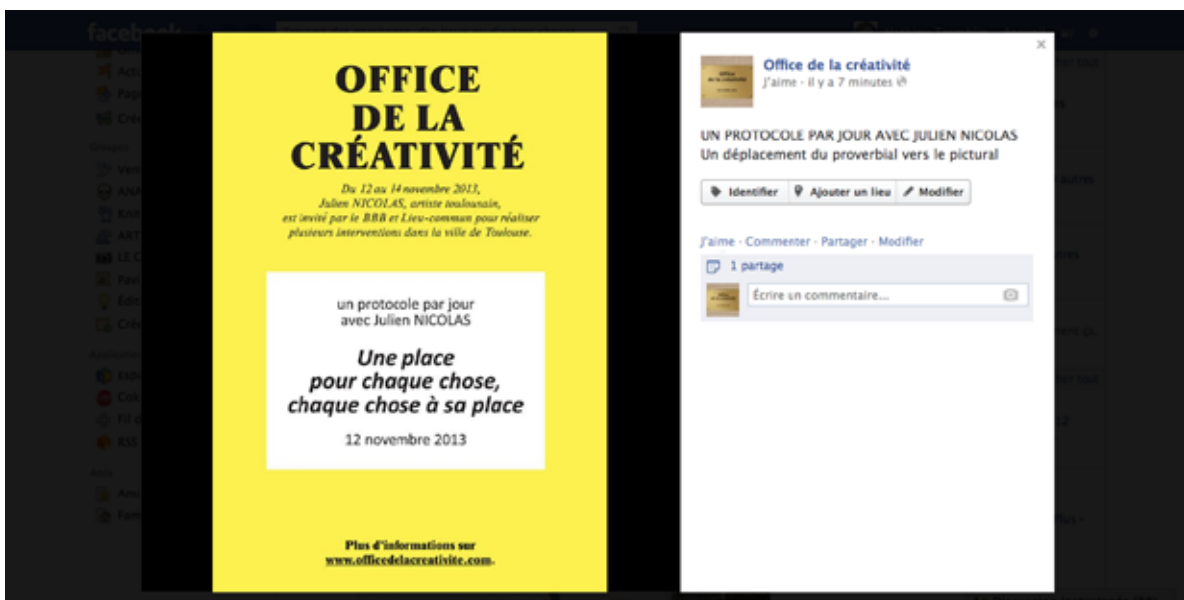 facebook
OFFICE
DE LA
CRÉATIVITÉ
Du 12 au 14 novembre 2013,
Julien NICOLAS, artiste toulousain,
est invité par le BBB et Lieu-commun pour réaliser
plusieurs interventions dans la ville de Toulouse.
un protocole par jour
avec Julien NICOLAS
Une place
pour chaque chose,
chaque chose à sa place
12 novembre 2013
Plus d'informations sur
www.officedelacreativite.com.
Office de la créativité
J'aime · il y a 7 minutes
UN PROTOCOLE PAR JOUR AVEC JULIEN NICOLAS
Un déplacement du proverbial vers le pictural
Identifier Ajouter un lieu Modifier
J'aime · Commenter · Partager · Modifier
1 partage
Écrire un commentaire...